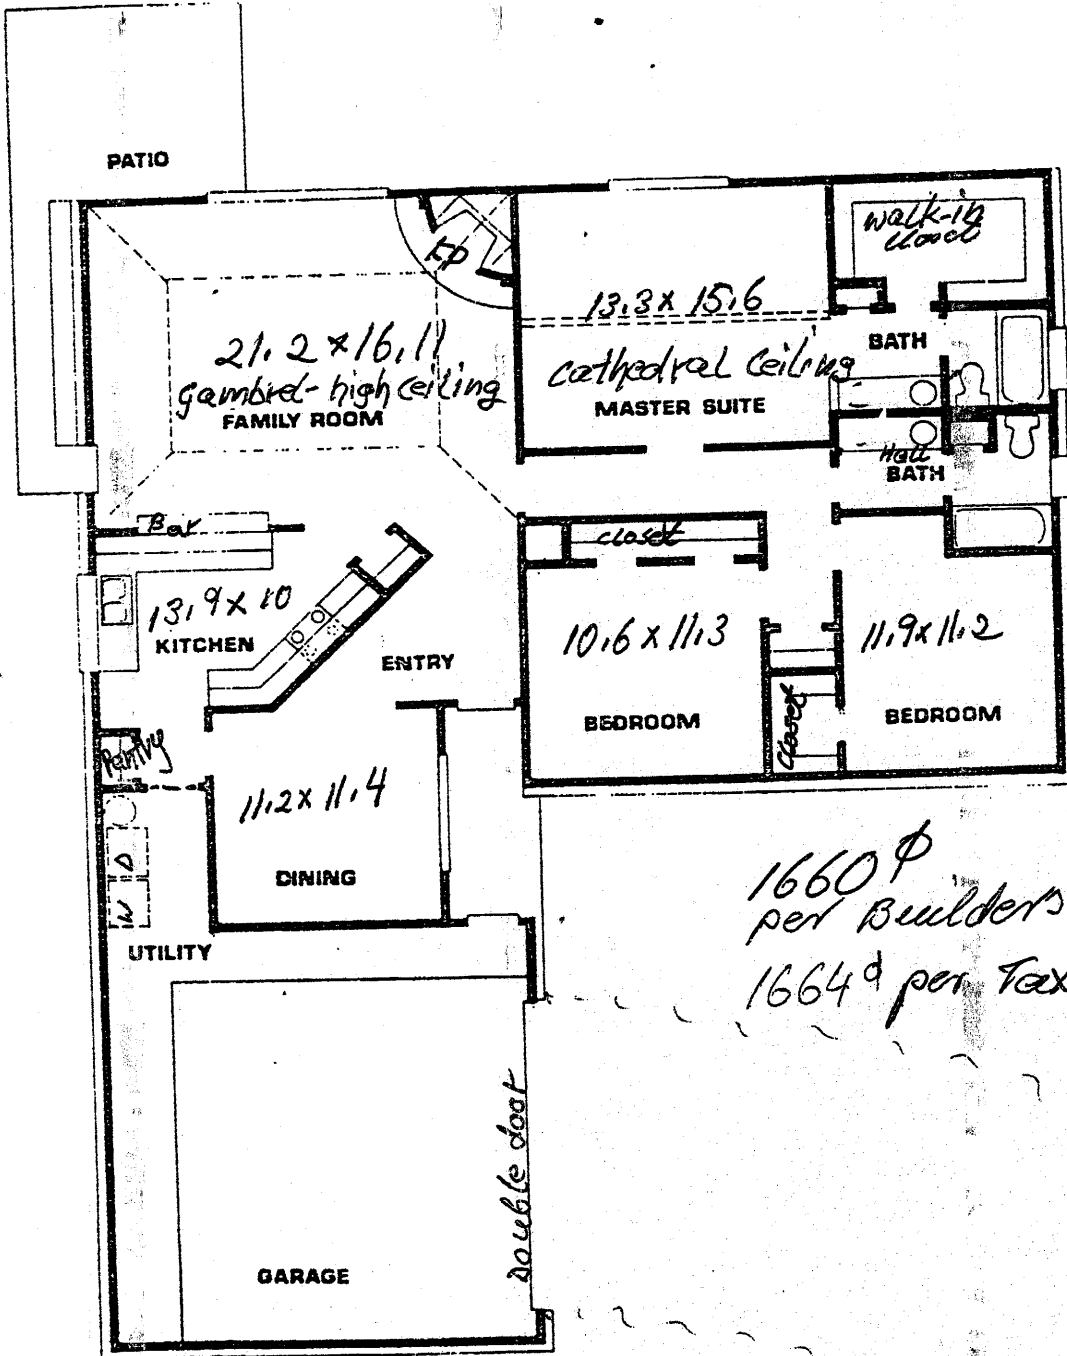 PATIO
walk-in
closet
FP
13.3 x 15.6
21.2 x 16.11
gambrel-high ceiling
FAMILY ROOM
cathedral ceiling
MASTER SUITE
BATH
Hall
BATH
Bar
closet
13.9 x 10
KITCHEN
ENTRY
10.6 x 11.3
BEDROOM
11.9 x 11.2
BEDROOM
closet
Pantry
11.2 x 11.4
DINING
D
W
UTILITY
1660 ϕ
per Builders
1664 d per Tax
Double door
GARAGE